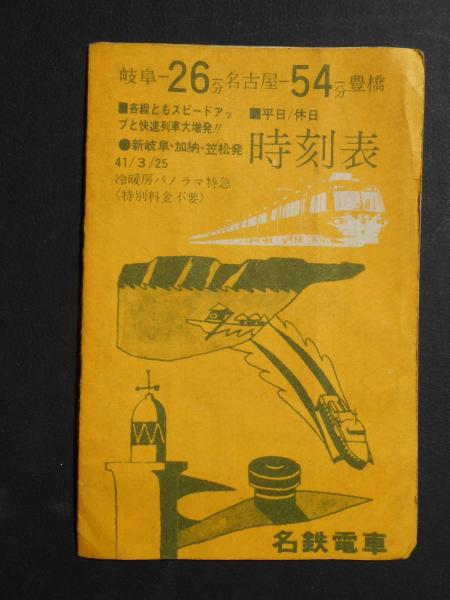 岐阜-26分名古屋-54分豊橋
■各線ともスピードアッ
プと快速列車大増発!!
■平日/休日
時刻表
●新岐阜・加納・笠松発
41/3/25
冷暖房パノラマ特急
〈特別料金不要〉
名鉄電車